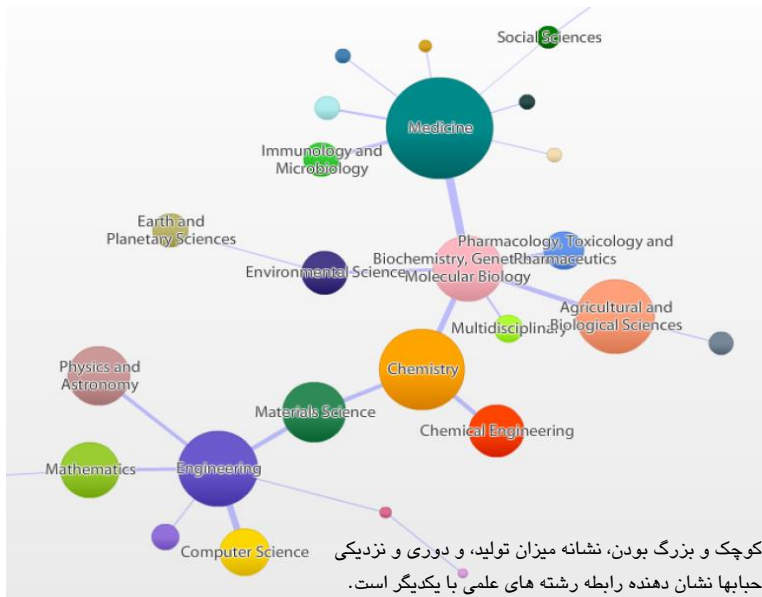 Social Sciences
Medicine
Immunology and
Microbiology
Earth and
Planetary Sciences
Pharmacology, Toxicology and
Pharmaceutics
Biochemistry, Genet
Molecular Biology
Environmental Science
Agricultural and
Biological Sciences
Multidisciplinary
Physics and
Astronomy
Chemistry
Materials Science
Chemical Engineering
Mathematics
Engineering
Computer Science
کوچک و بزرگ بودن، نشانه میزان تولید، و دوری و نزدیکی
حبابها نشان دهنده رابطه رشته های علمی با یکدیگر است.